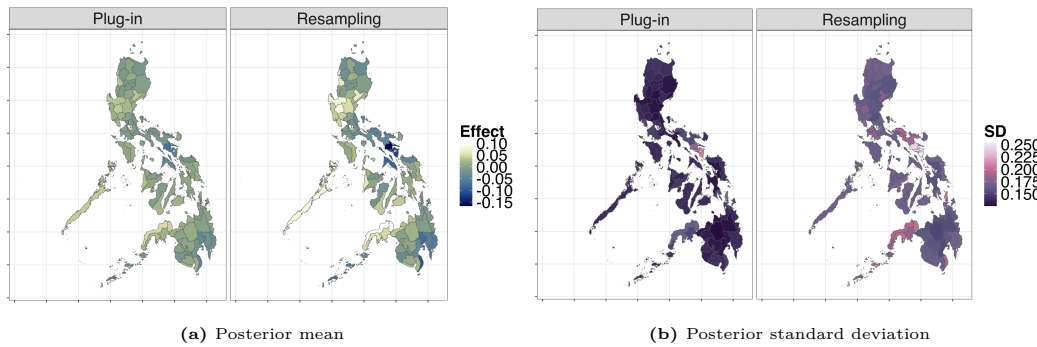 Plug-in
Resampling
Effect
0.10
0.05
0.00
-0.05
-0.10
-0.15
(a) Posterior mean
Plug-in
Resampling
SD
0.250
0.225
0.200
0.175
0.150
(b) Posterior standard deviation